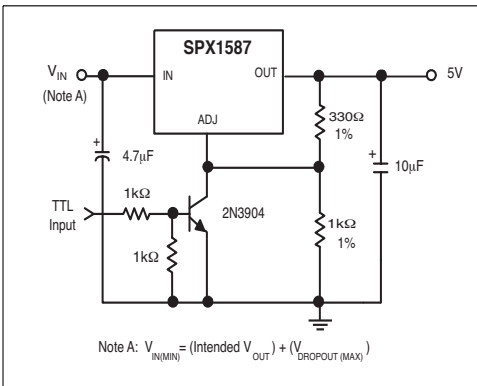 SPX1587
V_IN
(Note A)
IN
OUT
5V
ADJ
330Ω
1%
4.7µF
10µF
1kΩ
TTL
Input
2N3904
1kΩ
1%
1kΩ
Note A: V_IN(MIN) = (Intended V_OUT) + (V_DROPOUT (MAX))